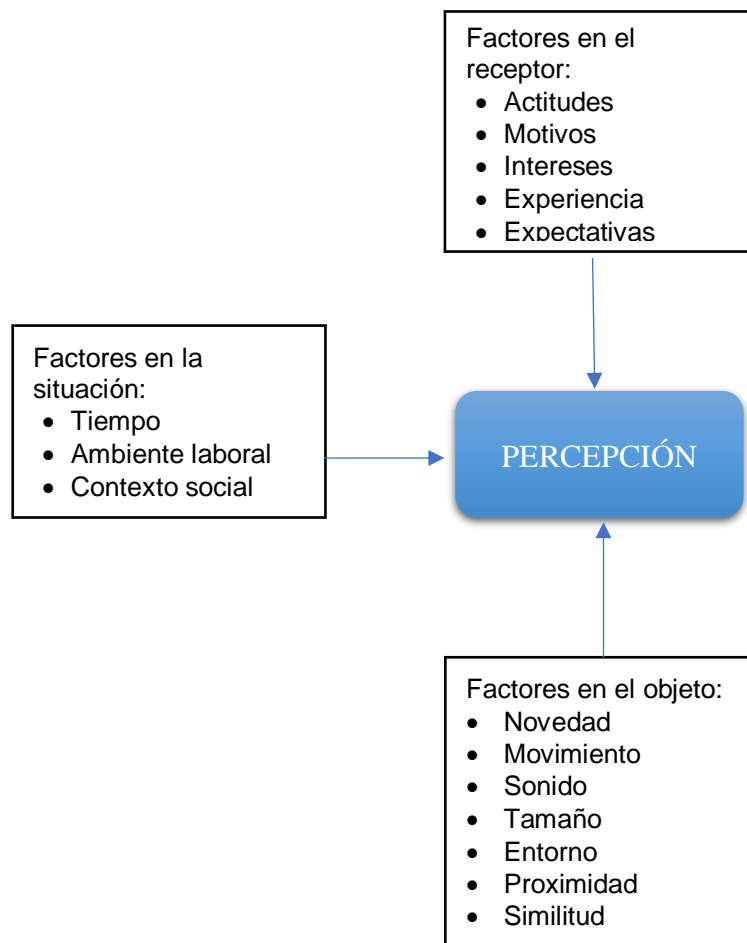 Factores en el
receptor:
• Actitudes
• Motivos
• Intereses
• Experiencia
• Expectativas
Factores en la
situación:
• Tiempo
• Ambiente laboral
• Contexto social
PERCEPCIÓN
Factores en el objeto:
• Novedad
• Movimiento
• Sonido
• Tamaño
• Entorno
• Proximidad
• Similitud